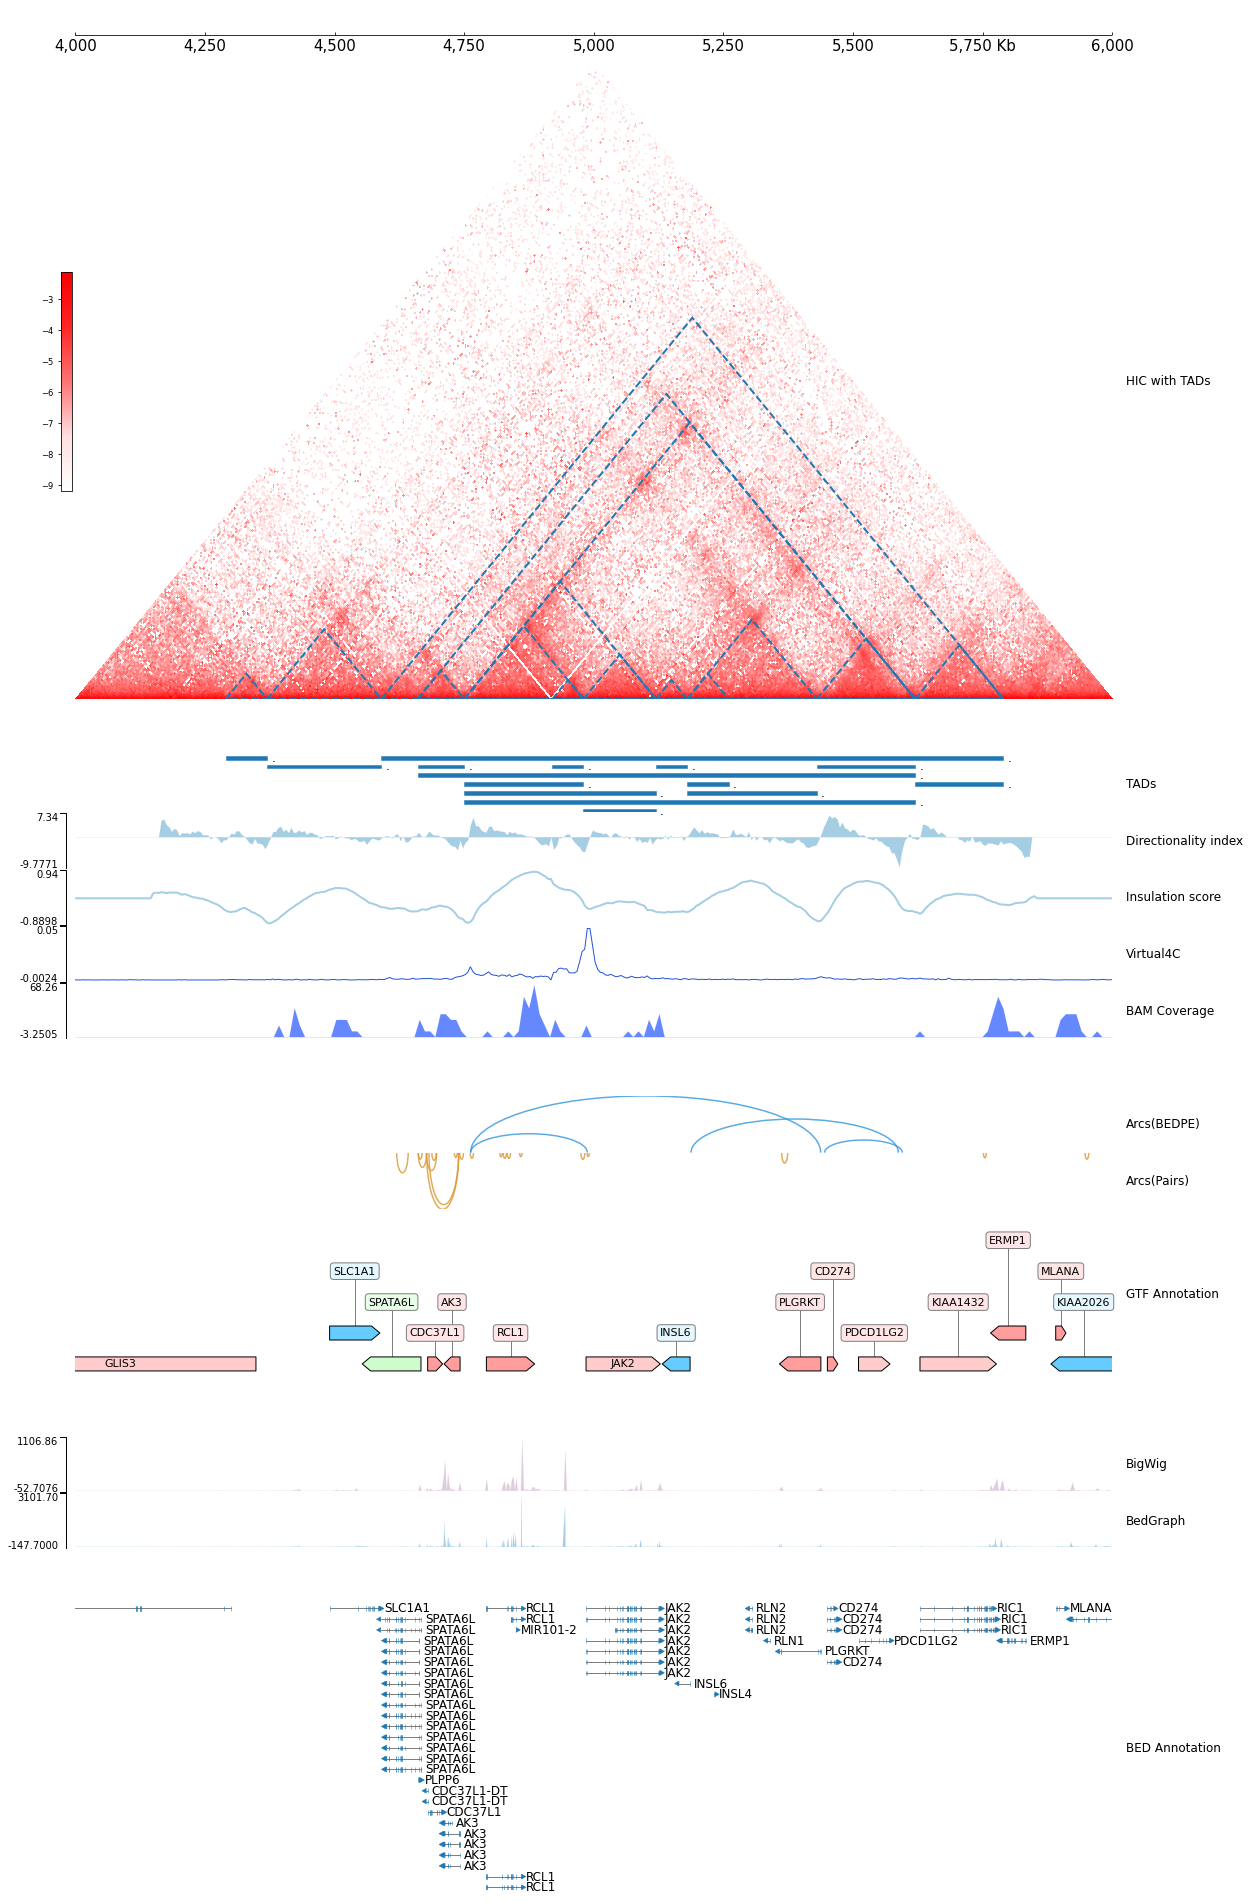 4,000 4,250 4,500 4,750 5,000 5,250 5,500 5,750 Kb 6,000
−3
−4
−5
−6
−7
−8
−9
HIC with TADs
TADs
7.34
Directionality index
-9.7771
0.94
Insulation score
-0.8898
0.05
Virtual4C
-0.0024
68.26
BAM Coverage
-3.2505
Arcs(BEDPE)
Arcs(Pairs)
ERMP1
SLC1A1 CD274 MLANA
GTF Annotation
SPATA6L AK3 PLGRKT KIAA1432 KIAA2026
CDC37L1 RCL1 INSL6 PDCD1LG2
GLIS3 JAK2
1106.86
BigWig
-52.7076
3101.70
BedGraph
-147.7000
SLC1A1 RCL1 JAK2 RLN2 CD274 RIC1 MLANA
SPATA6L RCL1 JAK2 RLN2 CD274 RIC1
SPATA6L MIR101-2 JAK2 RLN2 CD274 RIC1
SPATA6L JAK2 RLN1 PDCD1LG2 ERMP1
SPATA6L JAK2 PLGRKT
SPATA6L JAK2 CD274
SPATA6L JAK2
SPATA6L INSL6
SPATA6L INSL4
SPATA6L
SPATA6L
SPATA6L
SPATA6L
SPATA6L
BED Annotation
SPATA6L
SPATA6L
PLPP6
CDC37L1-DT
CDC37L1-DT
CDC37L1
AK3
AK3
AK3
AK3
AK3
RCL1
RCL1